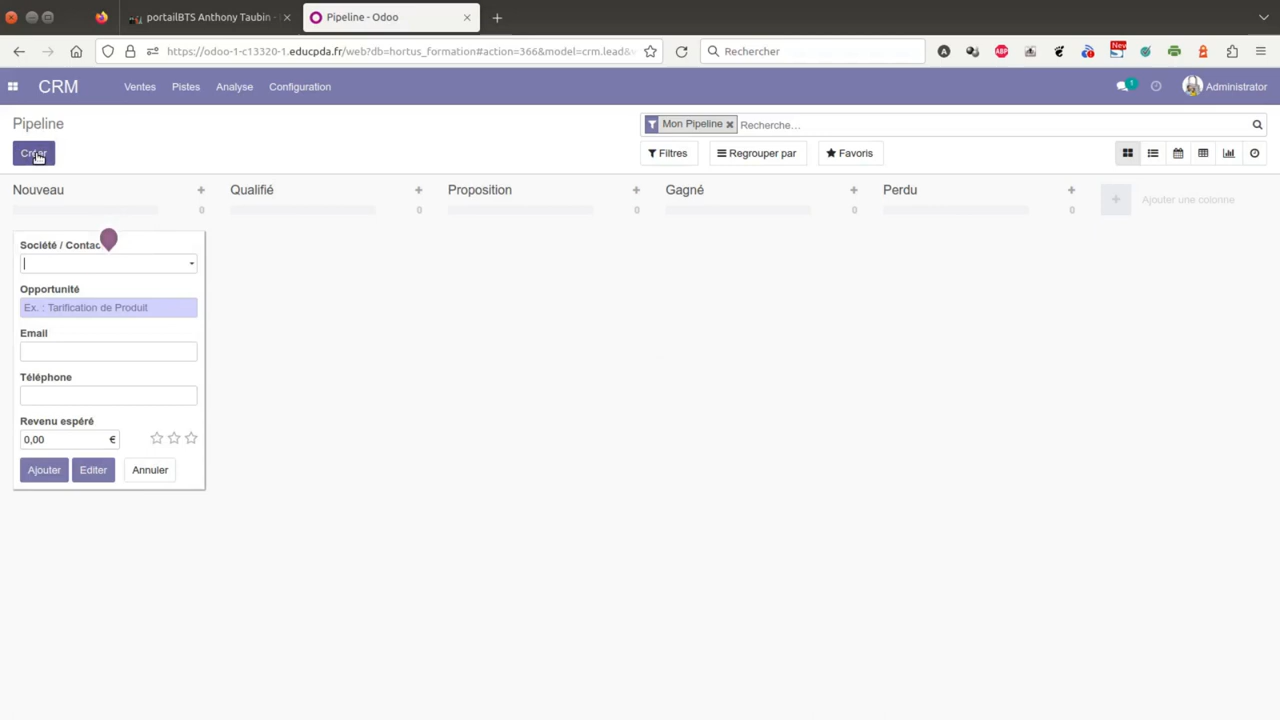 portailBTS Anthony Taubin -
Pipeline - Odoo
https://odoo-1-c13320-1.educpda.fr/web?db=hortus_formation#action=366&model=crm.lead&v
Rechercher
New
CRM
Ventes
Pistes
Analyse
Configuration
1
Administrator
Pipeline
Mon Pipeline
Recherche...
Créer
Filtres
Regrouper par
Favoris
Nouveau
0
Qualifié
0
Proposition
0
Gagné
0
Perdu
0
Ajouter une colonne
Société / Contac
Opportunité
Ex. : Tarification de Produit
Email
Téléphone
Revenu espéré
0,00 €
Ajouter
Editer
Annuler